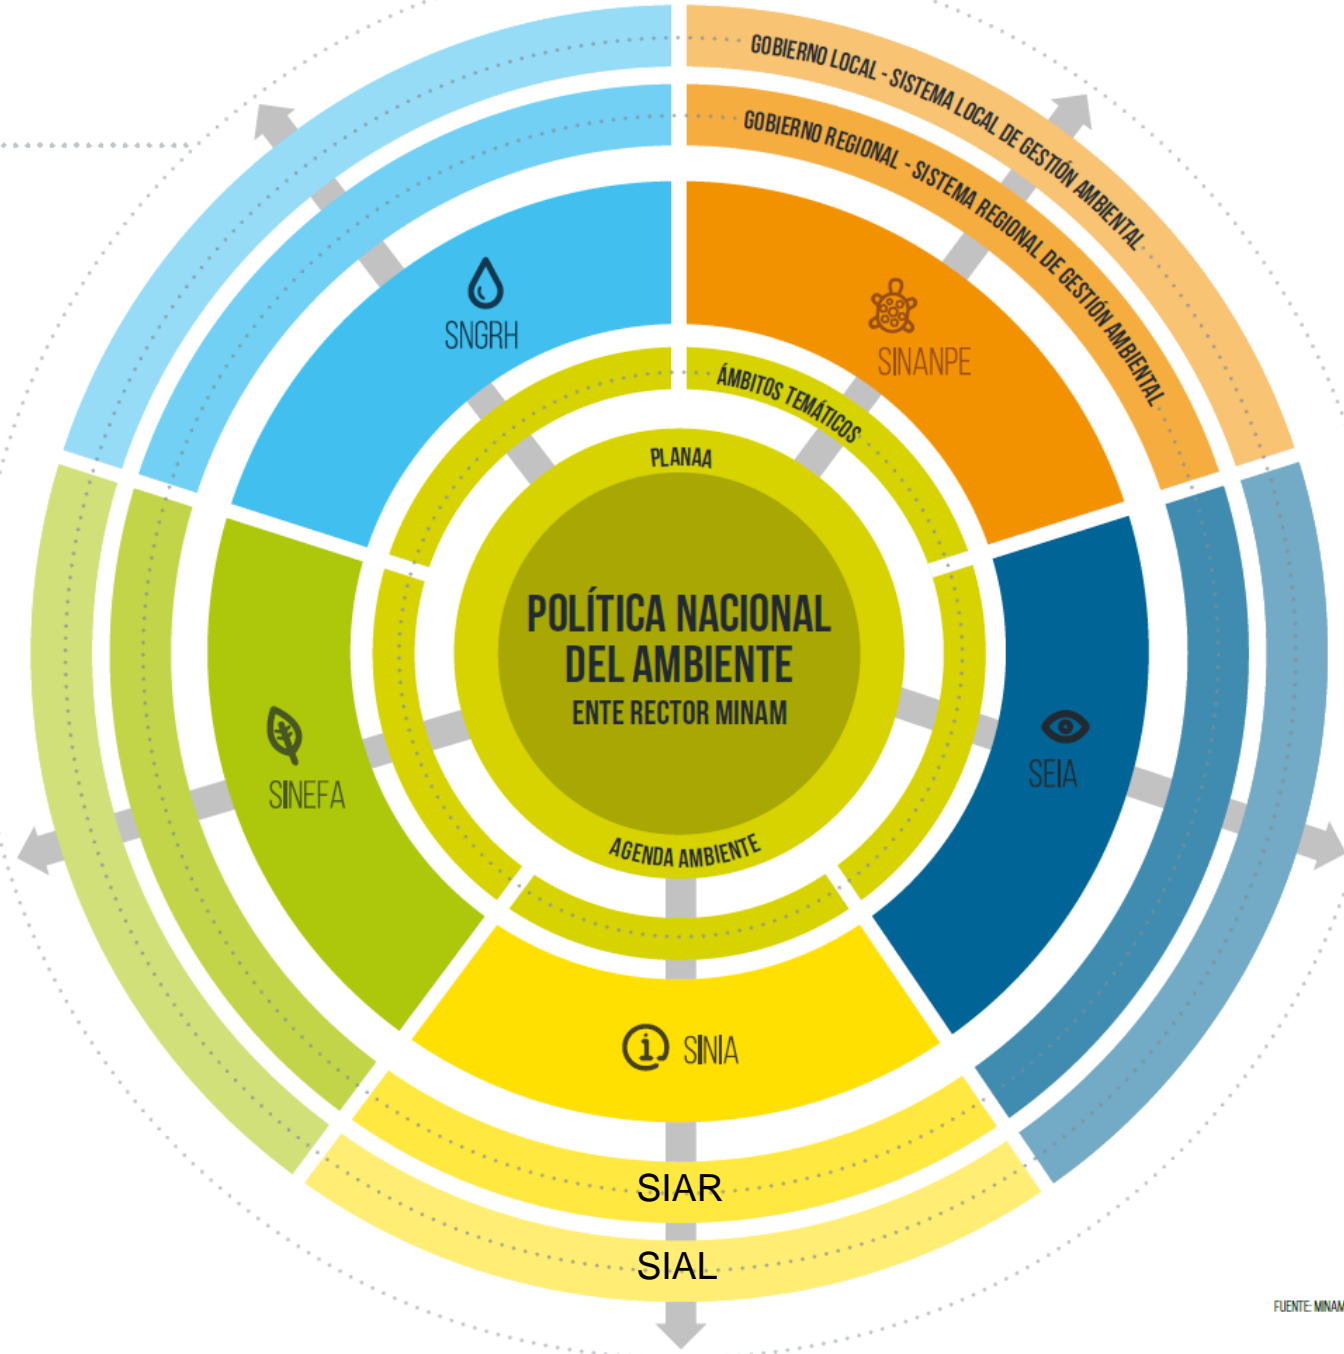 GOBIERNO LOCAL - SISTEMA LOCAL DE GESTIÓN AMBIENTAL
GOBIERNO REGIONAL - SISTEMA REGIONAL DE GESTIÓN AMBIENTAL
SNGRH
SINANPE
ÁMBITOS TEMÁTICOS
PLANAA
POLÍTICA NACIONAL
DEL AMBIENTE
ENTE RECTOR MINAM
SEIA
SINEFA
AGENDA AMBIENTE
SINIA
SIAR
SIAL
FUENTE: MINAM